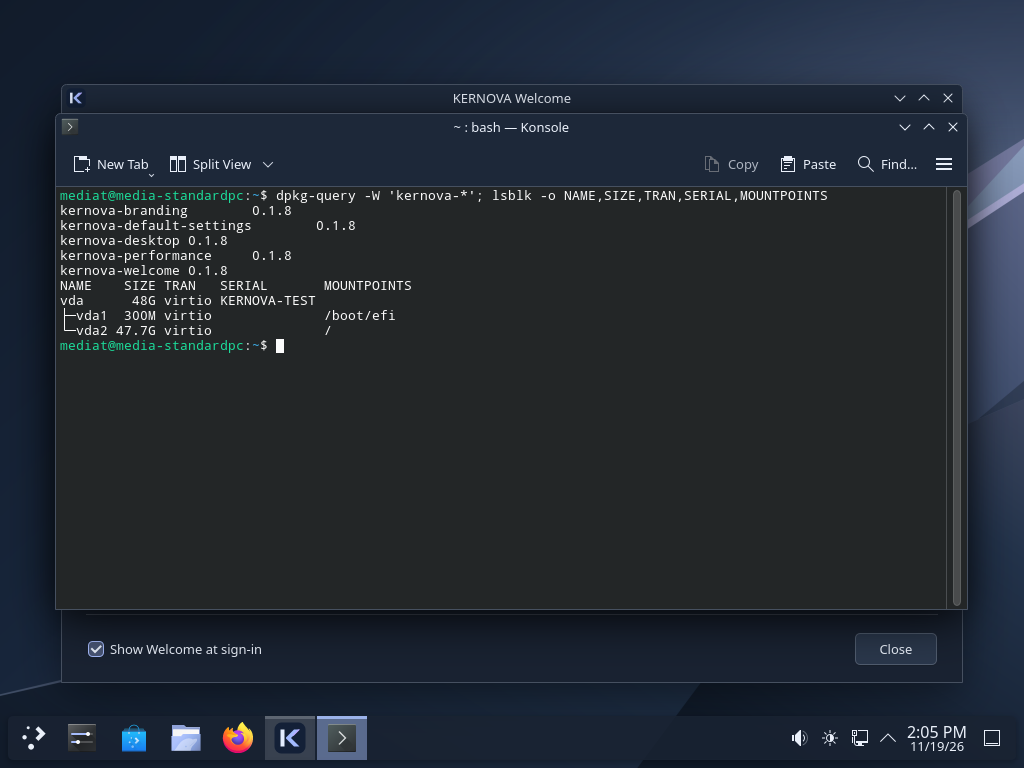 KERNOVA Welcome
~ : bash — Konsole
New Tab
Split View
Copy
Paste
Find...
mediat@media-standardpc:~$ dpkg-query -W 'kernova-*'; lsblk -o NAME,SIZE,TRAN,SERIAL,MOUNTPOINTS
kernova-branding        0.1.8
kernova-default-settings        0.1.8
kernova-desktop 0.1.8
kernova-performance     0.1.8
kernova-welcome 0.1.8
NAME    SIZE TRAN   SERIAL       MOUNTPOINTS
vda      48G virtio KERNOVA-TEST
├─vda1  300M virtio              /boot/efi
└─vda2 47.7G virtio              /
mediat@media-standardpc:~$
Show Welcome at sign-in
Close
2:05 PM
11/19/26